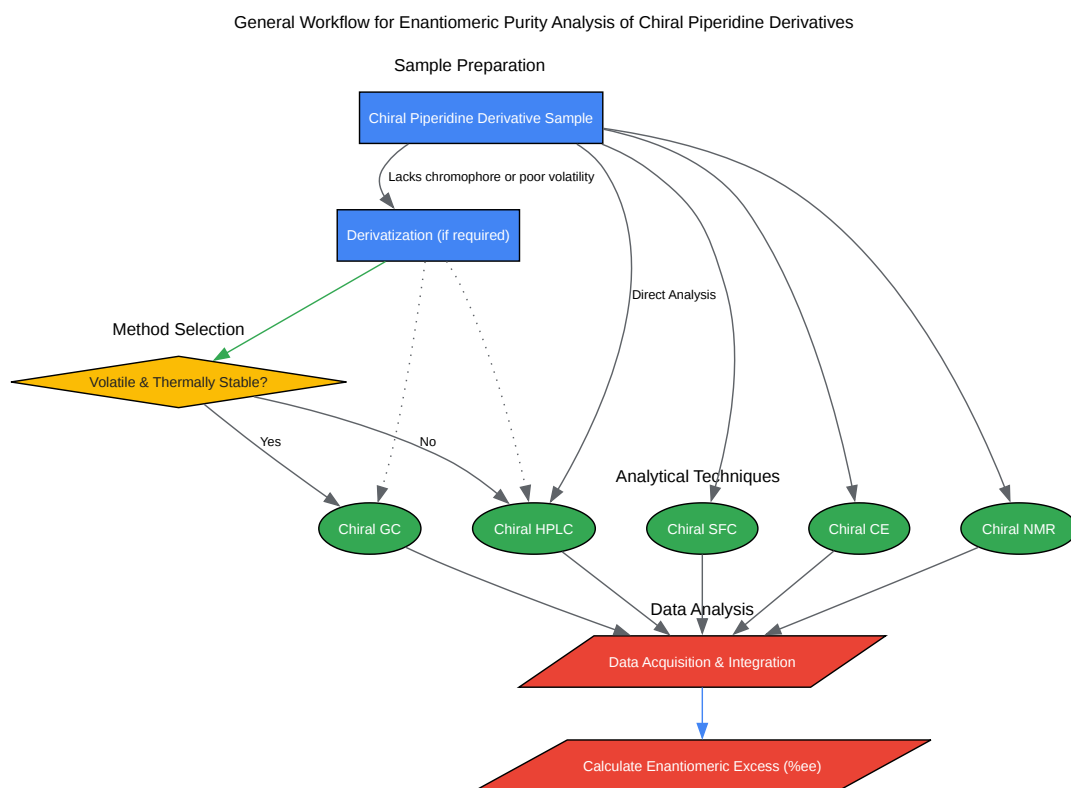 General Workflow for Enantiomeric Purity Analysis of Chiral Piperidine Derivatives
Sample Preparation
Chiral Piperidine Derivative Sample
Lacks chromophore or poor volatility
Derivatization (if required)
Direct Analysis
Method Selection
Volatile & Thermally Stable?
Yes
No
Analytical Techniques
Chiral GC
Chiral HPLC
Chiral SFC
Chiral CE
Chiral NMR
Data Analysis
Data Acquisition & Integration
Calculate Enantiomeric Excess (%ee)